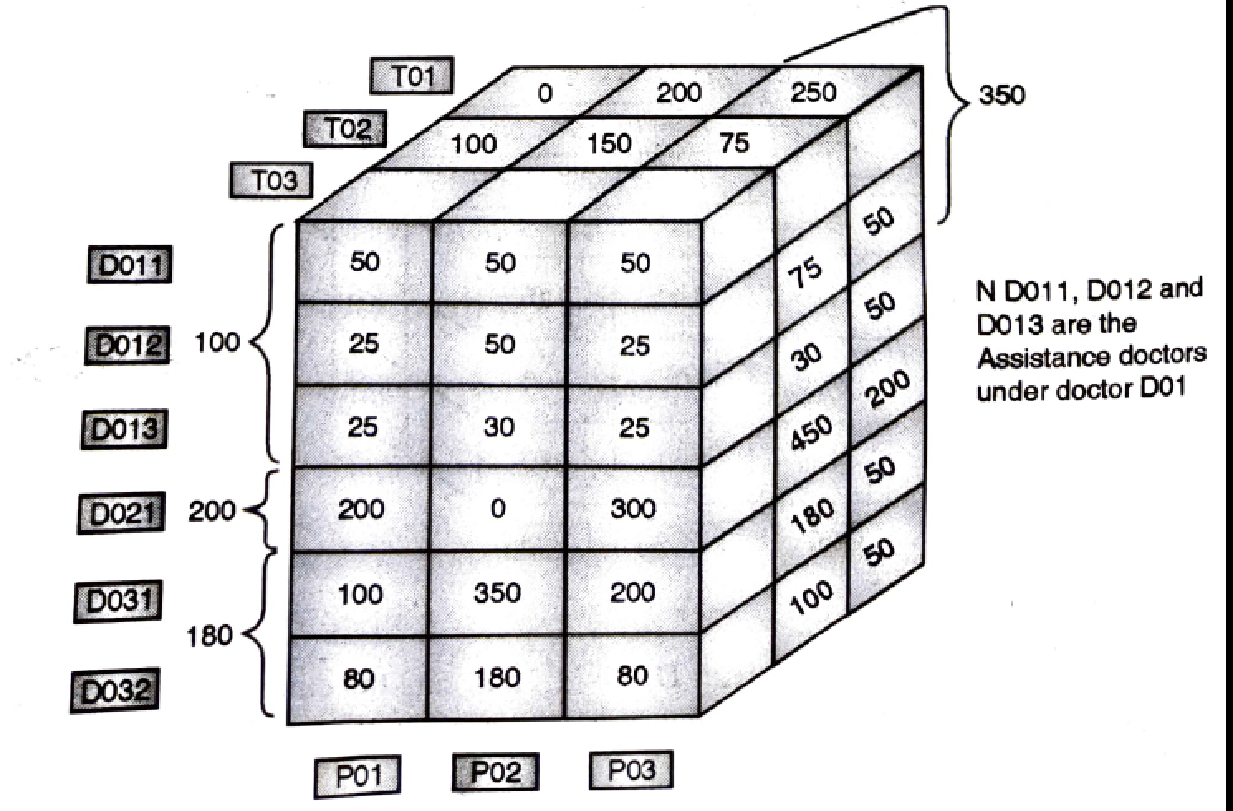 T01 0 200 250 350
T02 100 150 75
T03
D011 50 50 50 75 50
D012 100 25 50 25 30 50
D013 25 30 25 450 200
D021 200 200 0 300 180 50
D031 100 350 200 100 50
180
D032 80 180 80
P01 P02 P03
N D011, D012 and
D013 are the
Assistance doctors
under doctor D01